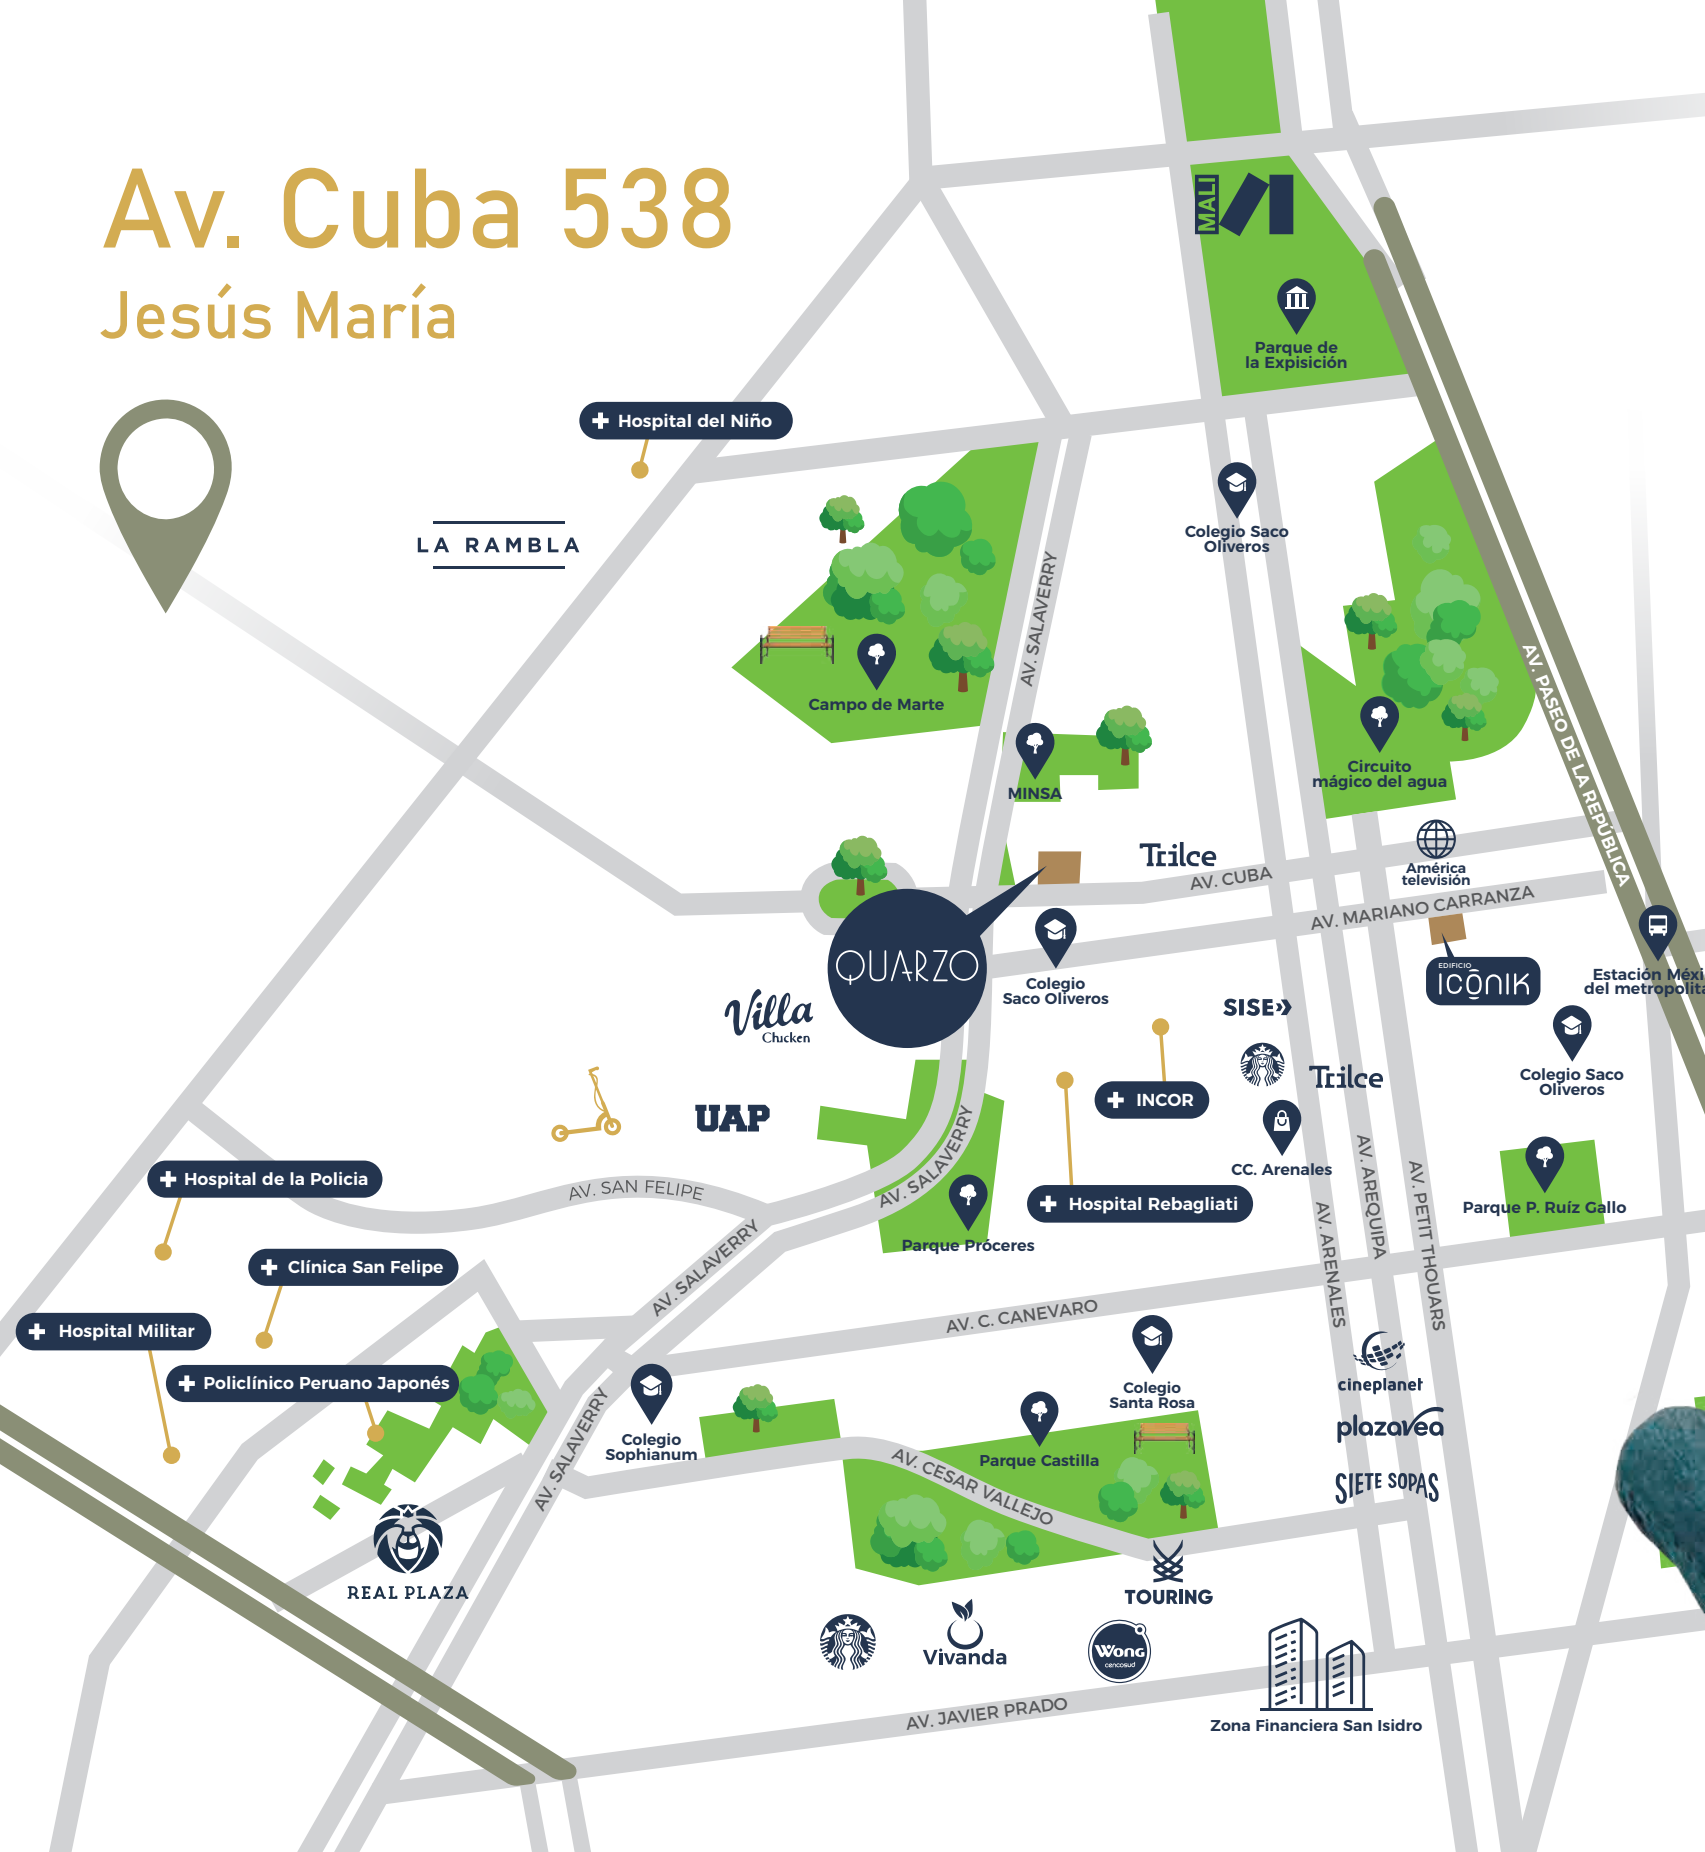 Av. Cuba 538
Jesús María
MALI
Parque de
la Expisición
Hospital del Niño
LA RAMBLA
Colegio Saco
Oliveros
AV. SALAVERRY
Campo de Marte
MINSA
Circuito
mágico del agua
AV. PASEO DE LA REPÚBLICA
Trilce
AV. CUBA
América
televisión
AV. MARIANO CARRANZA
QUARZO
Colegio
Saco Oliveros
EDIFICIO
ICÔNIK
Estación Méxi
del metropolita
Villa
Chicken
SISE
Trilce
Colegio Saco
Oliveros
UAP
INCOR
CC. Arenales
AV. SALAVERRY
Hospital de la Policia
AV. SAN FELIPE
Hospital Rebagliati
Parque P. Ruíz Gallo
AV. AREQUIPA
AV. PETIT THOUARS
AV. ARENALES
Parque Próceres
AV. SALAVERRY
Clínica San Felipe
AV. C. CANEVARO
Hospital Militar
Policlínico Peruano Japonés
Colegio
Santa Rosa
cineplanet
plazavea
SIETE SOPAS
Colegio
Sophianum
AV. SALAVERRY
Parque Castilla
AV. CESAR VALLEJO
REAL PLAZA
TOURING
Vivanda
Wong
cencosud
AV. JAVIER PRADO
Zona Financiera San Isidro